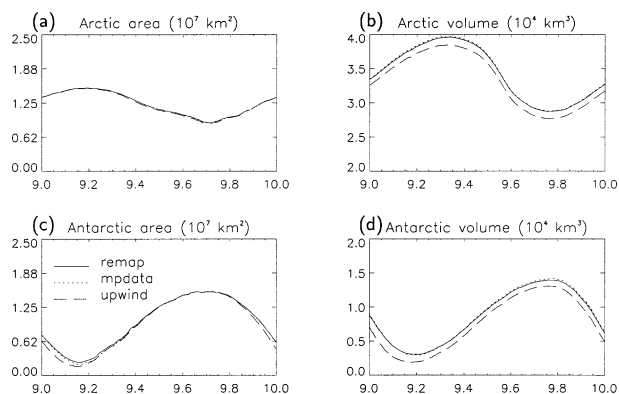 (a) Arctic area (10⁷ km²)
2.50
1.88
1.25
0.62
0.00
9.0 9.2 9.4 9.6 9.8 10.0
(b) Arctic volume (10⁴ km³)
4.0
3.5
3.0
2.5
2.0
9.0 9.2 9.4 9.6 9.8 10.0
(c) Antarctic area (10⁷ km²)
2.50
1.88
1.25
0.62
0.00
remap
mpdata
upwind
9.0 9.2 9.4 9.6 9.8 10.0
(d) Antarctic volume (10⁴ km³)
2.0
1.5
1.0
0.5
0.0
9.0 9.2 9.4 9.6 9.8 10.0